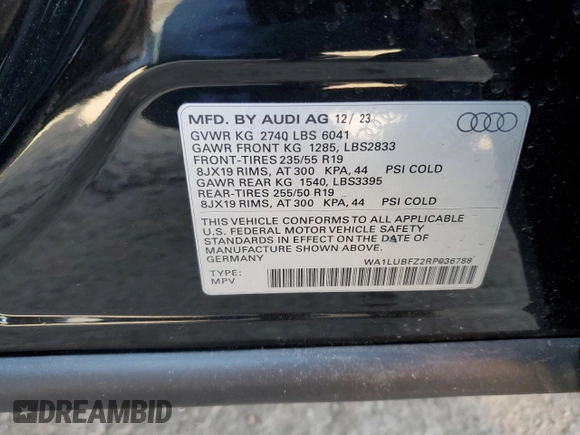 MFD. BY AUDI AG 12/ 23
GVWR KG 2740 LBS 6041
GAWR FRONT KG 1285, LBS2833
FRONT-TIRES 235/55 R19
8JX19 RIMS, AT 300 KPA, 44 PSI COLD
GAWR REAR KG 1540, LBS3395
REAR-TIRES 255/50 R19
8JX19 RIMS, AT 300 KPA, 44 PSI COLD
THIS VEHICLE CONFORMS TO ALL APPLICABLE
U.S. FEDERAL MOTOR VEHICLE SAFETY
STANDARDS IN EFFECT ON THE DATE OF
MANUFACTURE SHOWN ABOVE.
GERMANY WA1LUBFZ2RP036788
TYPE:
MPV
DREAMBID